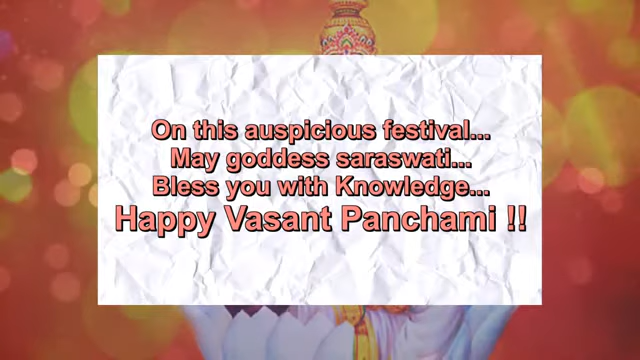 On this auspicious festival...
May goddess saraswati...
Bless you with Knowledge...
Happy Vasant Panchami !!